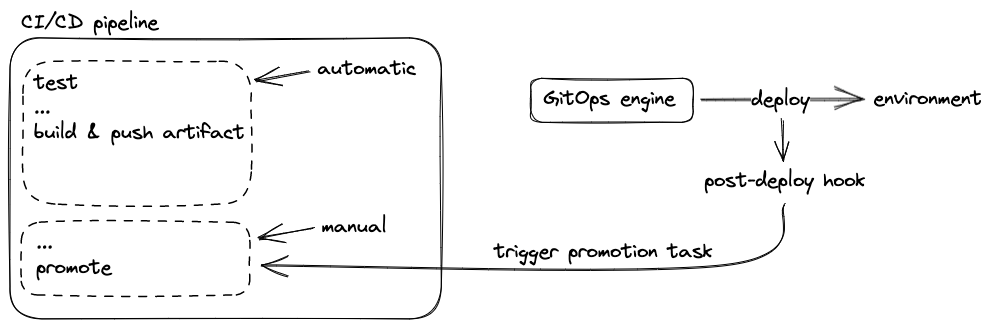 CI/CD pipeline
test
...
build & push artifact
automatic
...
promote
manual
GitOps engine
deploy
environment
post-deploy hook
trigger promotion task